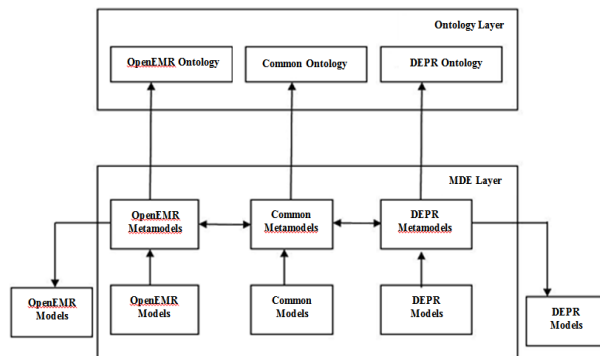 Ontology Layer
OpenEMR Ontology
Common Ontology
DEPR Ontology
MDE Layer
OpenEMR
Metamodels
Common
Metamodels
DEPR
Metamodels
OpenEMR
Models
OpenEMR
Models
Common
Models
DEPR
Models
DEPR
Models